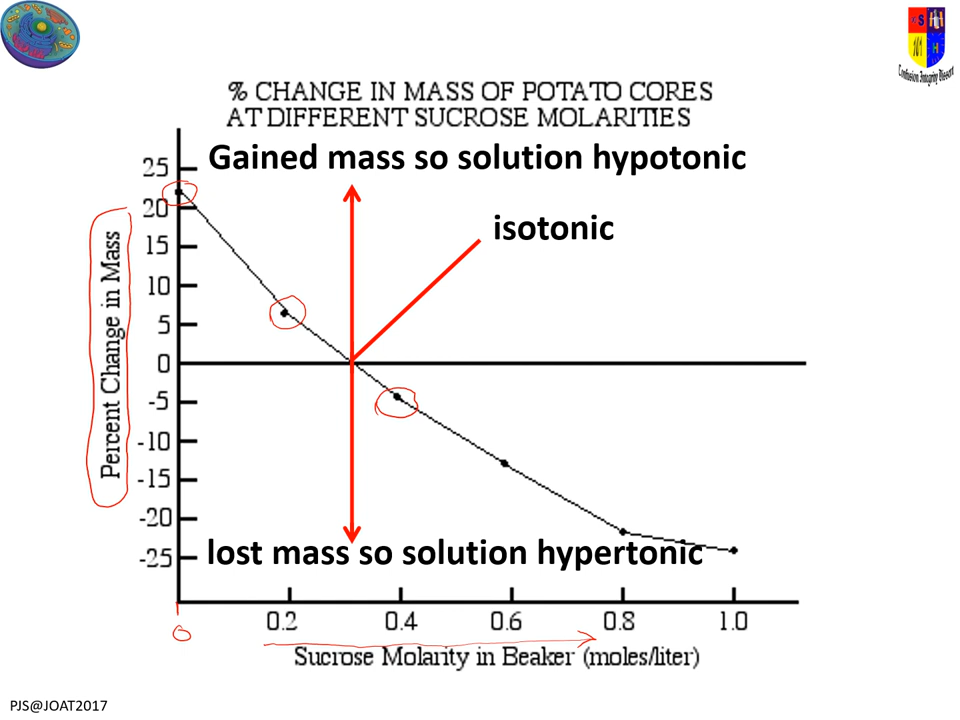 % CHANGE IN MASS OF POTATO CORES
AT DIFFERENT SUCROSE MOLARITIES
Gained mass so solution hypotonic
isotonic
lost mass so solution hypertonic
Percent Change in Mass
25
20
15
10
5
0
-5
-10
-15
-20
-25
0
0.2
0.4
0.6
0.8
1.0
Sucrose Molarity in Beaker (moles/liter)
PJS@JOAT2017